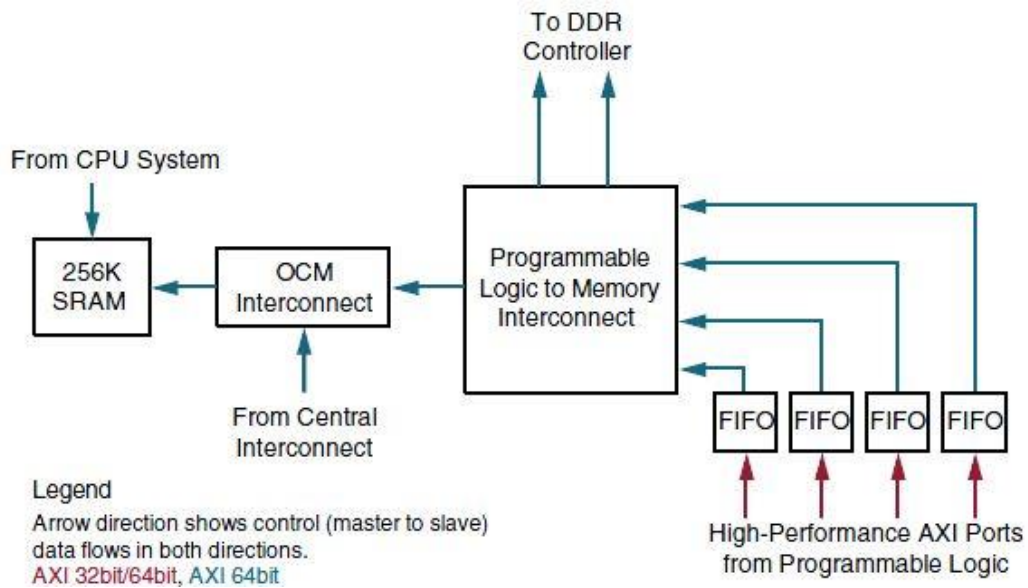 To DDR
Controller
From CPU System
256K
SRAM
OCM
Interconnect
Programmable
Logic to Memory
Interconnect
From Central
Interconnect
FIFO
FIFO
FIFO
FIFO
High-Performance AXI Ports
from Programmable Logic
Legend
Arrow direction shows control (master to slave)
data flows in both directions.
AXI 32bit/64bit, AXI 64bit